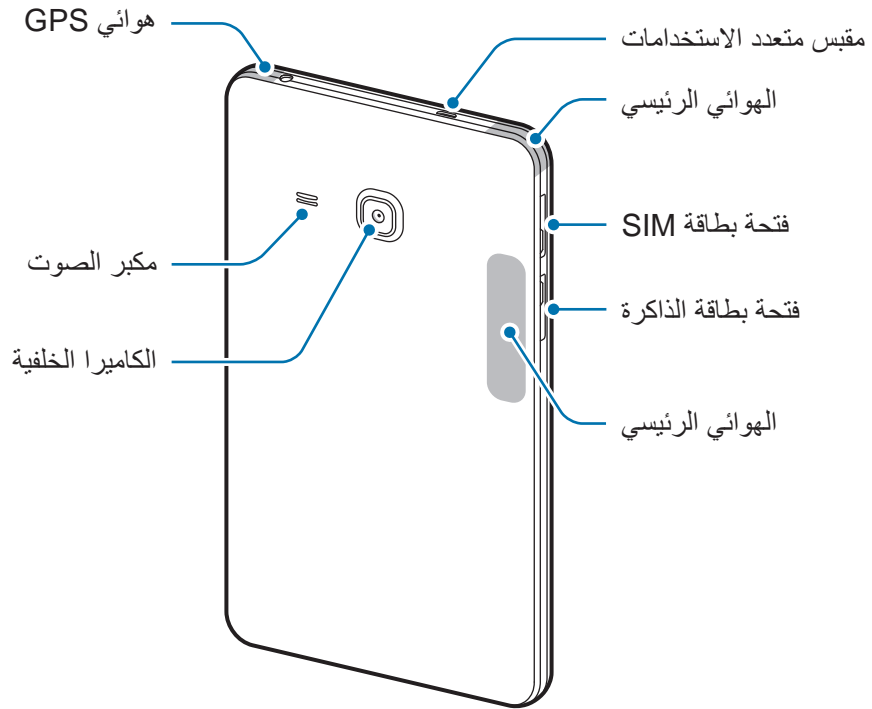 هوائي GPS
مقبس متعدد الاستخدامات
الهوائي الرئيسي
فتحة بطاقة SIM
مكبر الصوت
فتحة بطاقة الذاكرة
الكاميرا الخلفية
الهوائي الرئيسي